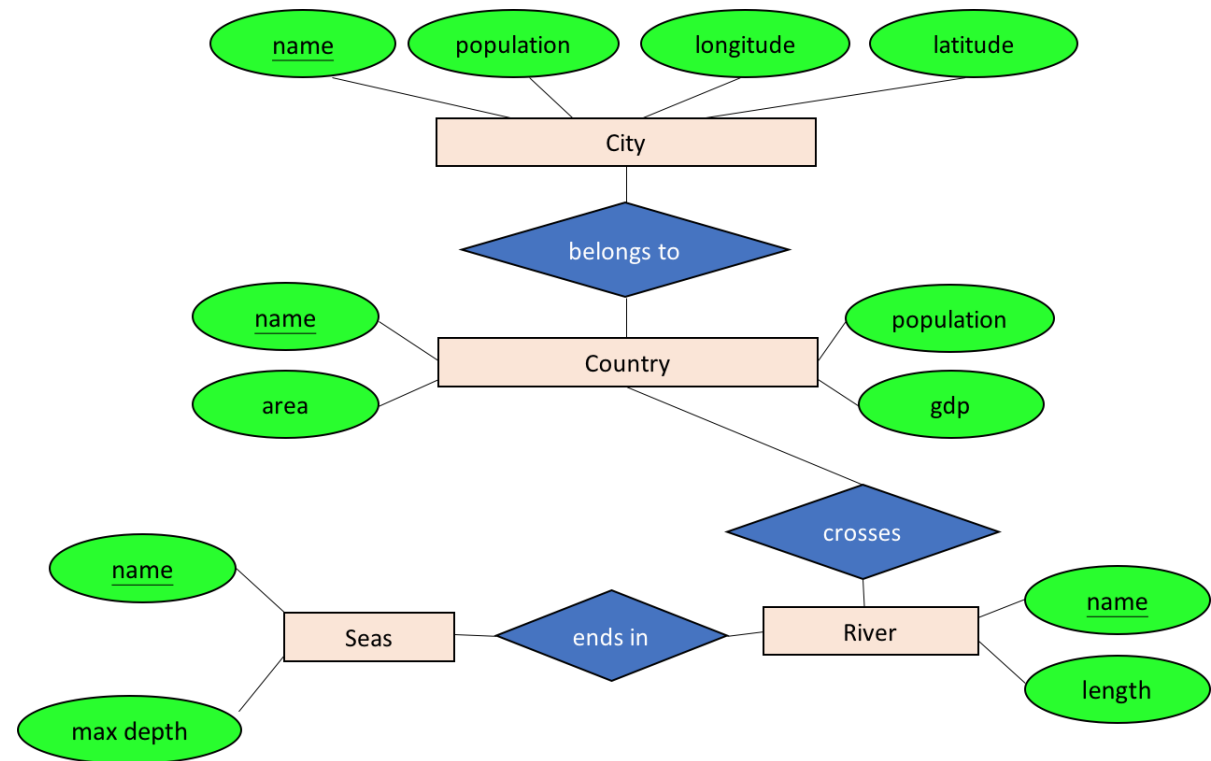 name
population
longitude
latitude
City
belongs to
name
population
Country
area
gdp
crosses
name
name
Seas
ends in
River
length
max depth